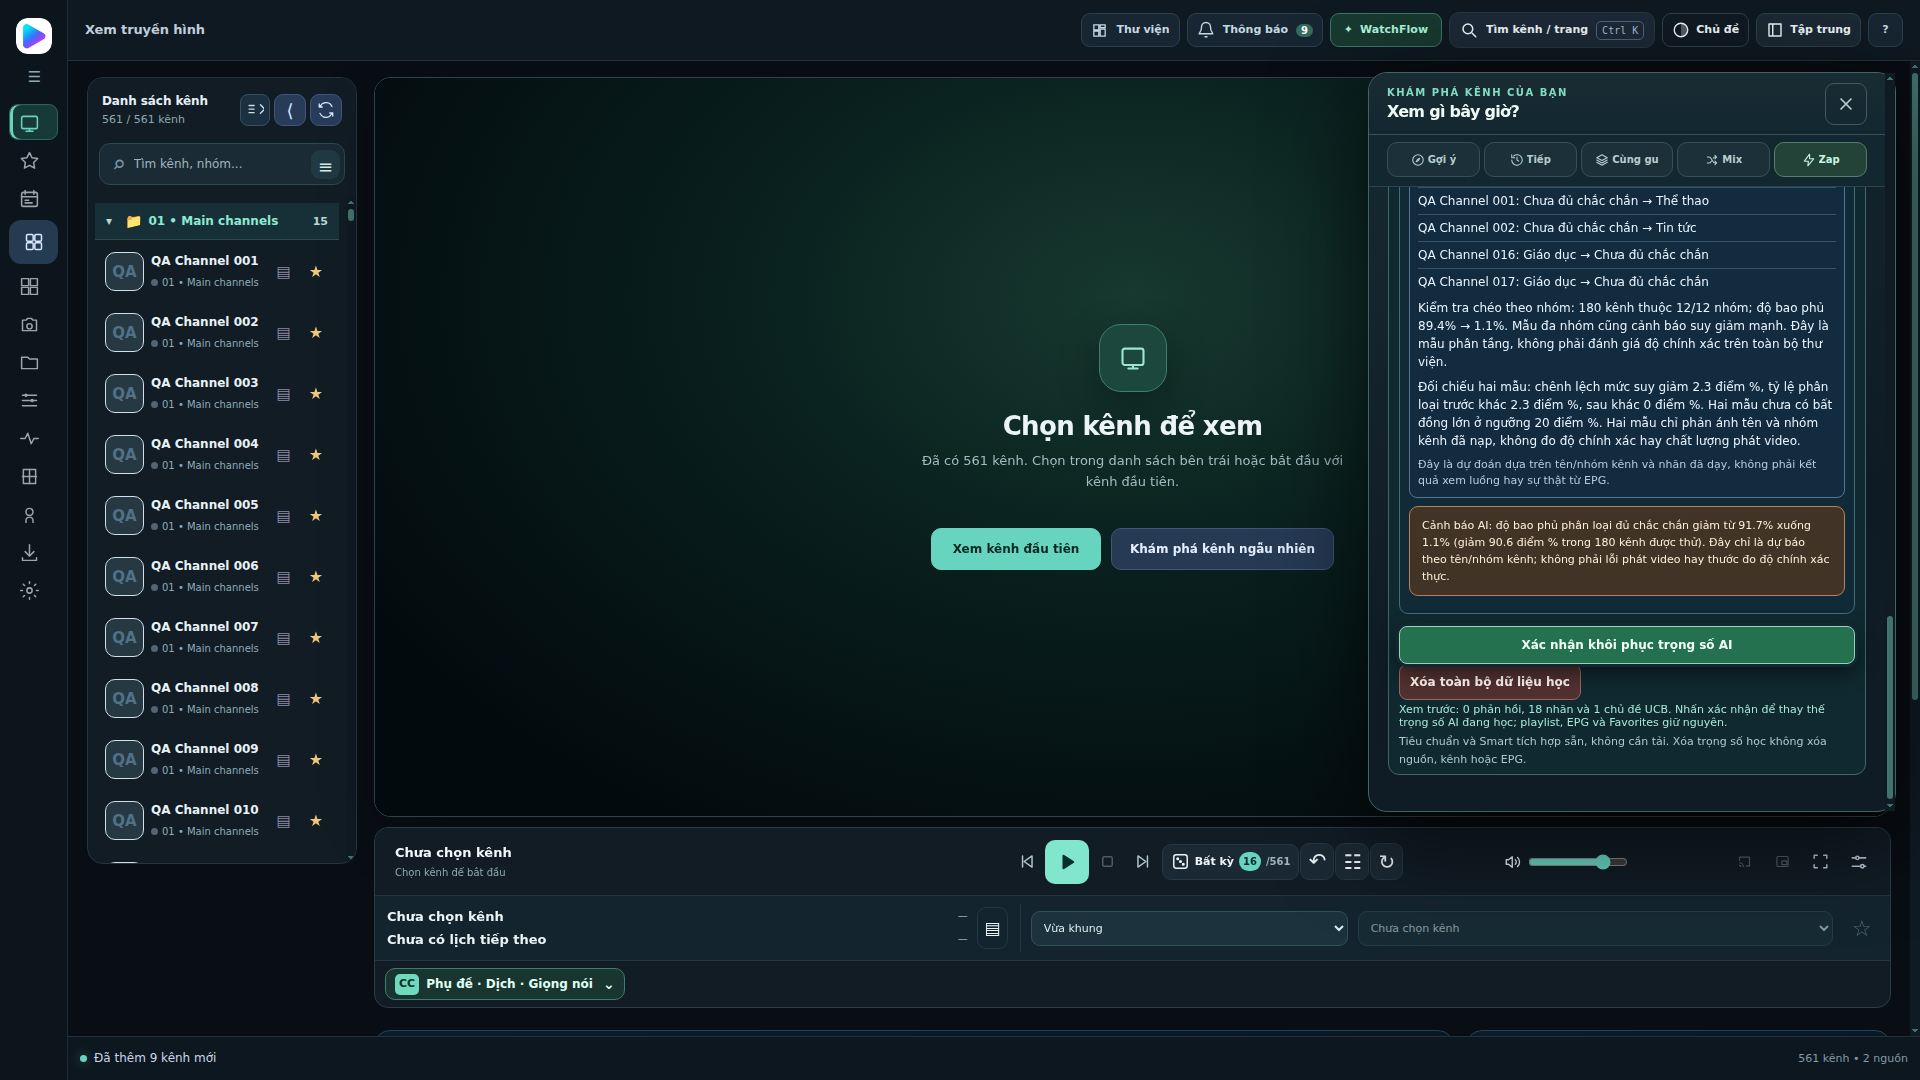 Xem truyền hình
Thư viện
Thông báo 9
✦ WatchFlow
Tìm kênh / trang Ctrl K
Chủ đề
Tập trung
?
Danh sách kênh
561 / 561 kênh
Tìm kênh, nhóm...
01 • Main channels 15
QA
QA Channel 001
01 • Main channels
QA
QA Channel 002
01 • Main channels
QA
QA Channel 003
01 • Main channels
QA
QA Channel 004
01 • Main channels
QA
QA Channel 005
01 • Main channels
QA
QA Channel 006
01 • Main channels
QA
QA Channel 007
01 • Main channels
QA
QA Channel 008
01 • Main channels
QA
QA Channel 009
01 • Main channels
QA
QA Channel 010
01 • Main channels
Chọn kênh để xem
Đã có 561 kênh. Chọn trong danh sách bên trái hoặc bắt đầu với
kênh đầu tiên.
Xem kênh đầu tiên
Khám phá kênh ngẫu nhiên
KHÁM PHÁ KÊNH CỦA BẠN
Xem gì bây giờ?
Gợi ý
Tiếp
Cùng gu
Mix
Zap
QA Channel 001: Chưa đủ chắc chắn → Thể thao
QA Channel 002: Chưa đủ chắc chắn → Tin tức
QA Channel 016: Giáo dục → Chưa đủ chắc chắn
QA Channel 017: Giáo dục → Chưa đủ chắc chắn
Kiểm tra chéo theo nhóm: 180 kênh thuộc 12/12 nhóm; độ bao phủ
89.4% → 1.1%. Mẫu đa nhóm cũng cảnh báo suy giảm mạnh. Đây là
mẫu phân tầng, không phải đánh giá độ chính xác trên toàn bộ thư
viện.
Đối chiếu hai mẫu: chênh lệch mức suy giảm 2.3 điểm %, tỷ lệ phân
loại trước khác 2.3 điểm %, sau khác 0 điểm %. Hai mẫu chưa có bất
đồng lớn ở ngưỡng 20 điểm %. Hai mẫu chỉ phản ánh tên và nhóm
kênh đã nạp, không đo độ chính xác hay chất lượng phát video.
Đây là dự đoán dựa trên tên/nhóm kênh và nhãn đã dạy, không phải kết
quả xem luồng hay sự thật từ EPG.
Cảnh báo AI: độ bao phủ phân loại đủ chắc chắn giảm từ 91.7% xuống
1.1% (giảm 90.6 điểm % trong 180 kênh được thử). Đây chỉ là dự báo
theo tên/nhóm kênh; không phải lỗi phát video hay thước đo độ chính xác
thực.
Xác nhận khôi phục trọng số AI
Xóa toàn bộ dữ liệu học
Xem trước: 0 phản hồi, 18 nhãn và 1 chủ đề UCB. Nhấn xác nhận để thay thế
trọng số AI đang học; playlist, EPG và Favorites giữ nguyên.
Tiêu chuẩn và Smart tích hợp sẵn, không cần tải. Xóa trọng số học không xóa
nguồn, kênh hoặc EPG.
Chưa chọn kênh
Chọn kênh để bắt đầu
Bất kỳ 16 /561
Chưa chọn kênh —
Chưa có lịch tiếp theo —
Vừa khung
Chưa chọn kênh
CC Phụ đề · Dịch · Giọng nói
Đã thêm 9 kênh mới
561 kênh • 2 nguồn